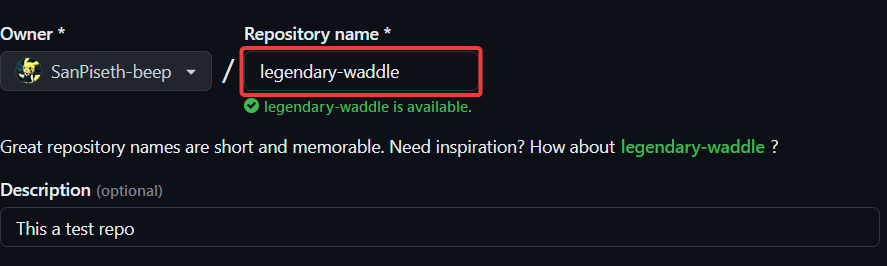 Owner *
Repository name *
SanPiseth-beep / legendary-waddle
legendary-waddle is available.
Great repository names are short and memorable. Need inspiration? How about legendary-waddle ?
Description (optional)
This a test repo